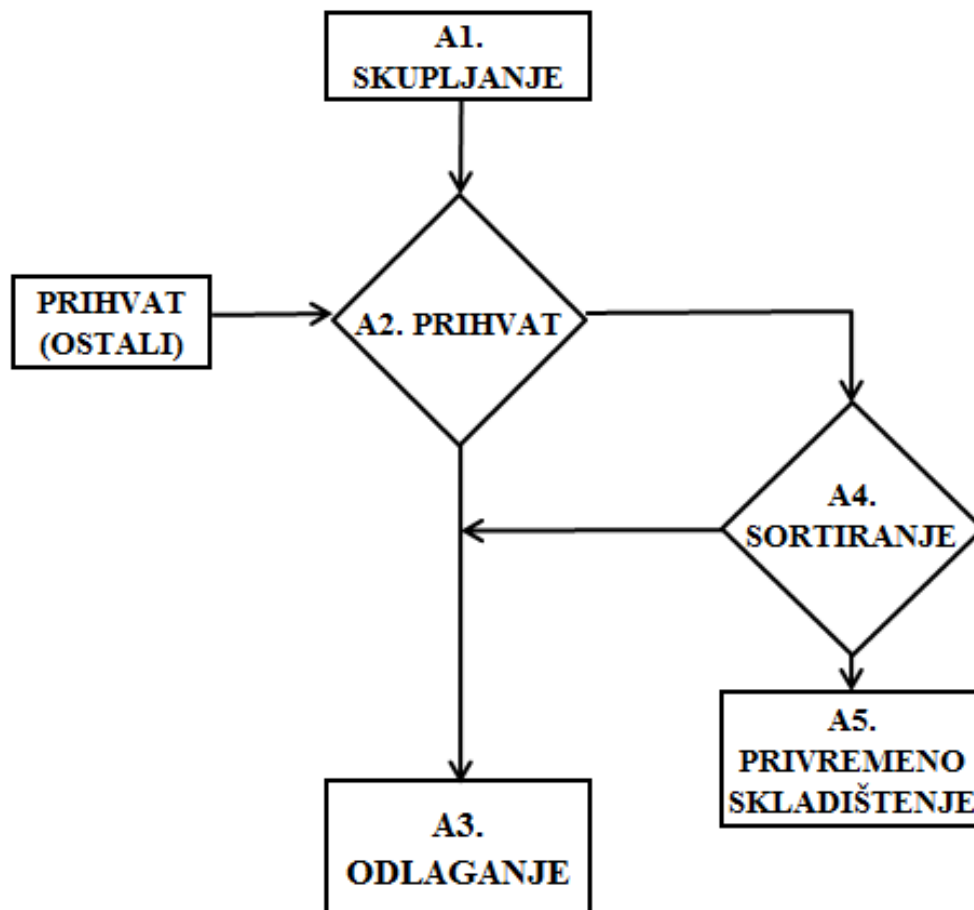 A1.
SKUPLJANJE
PRIHVAT
(OSTALI)
A2. PRIHVAT
A4.
SORTIRANJE
A5.
PRIVREMENO
SKLADIŠTENJE
A3.
ODLAGANJE